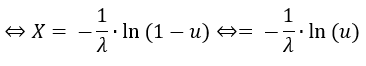 ⇔ X = −1/λ · ln (1 − u) ⇔= −1/λ · ln (u)